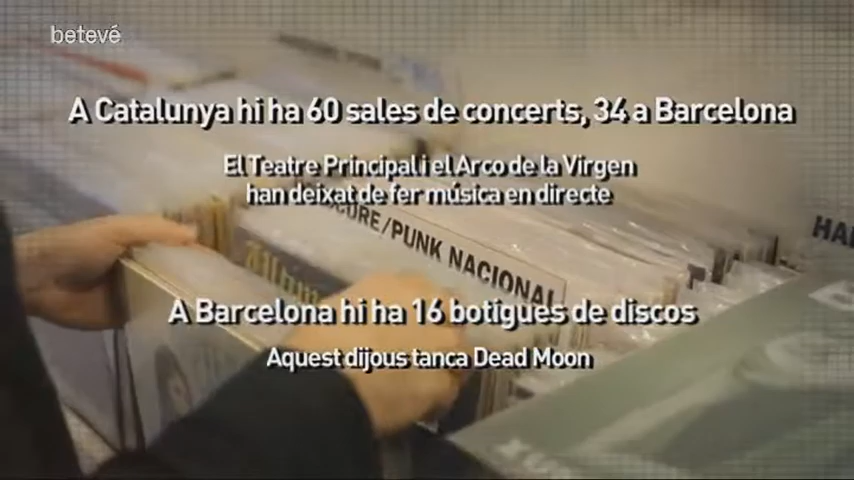 betevé
A Catalunya hi ha 60 sales de concerts, 34 a Barcelona
El Teatre Principal i el Arco de la Virgen
han deixat de fer música en directe
CORE/PUNK NACIONAL
HA
A Barcelona hi ha 16 botigues de discos
Aquest dijous tanca Dead Moon